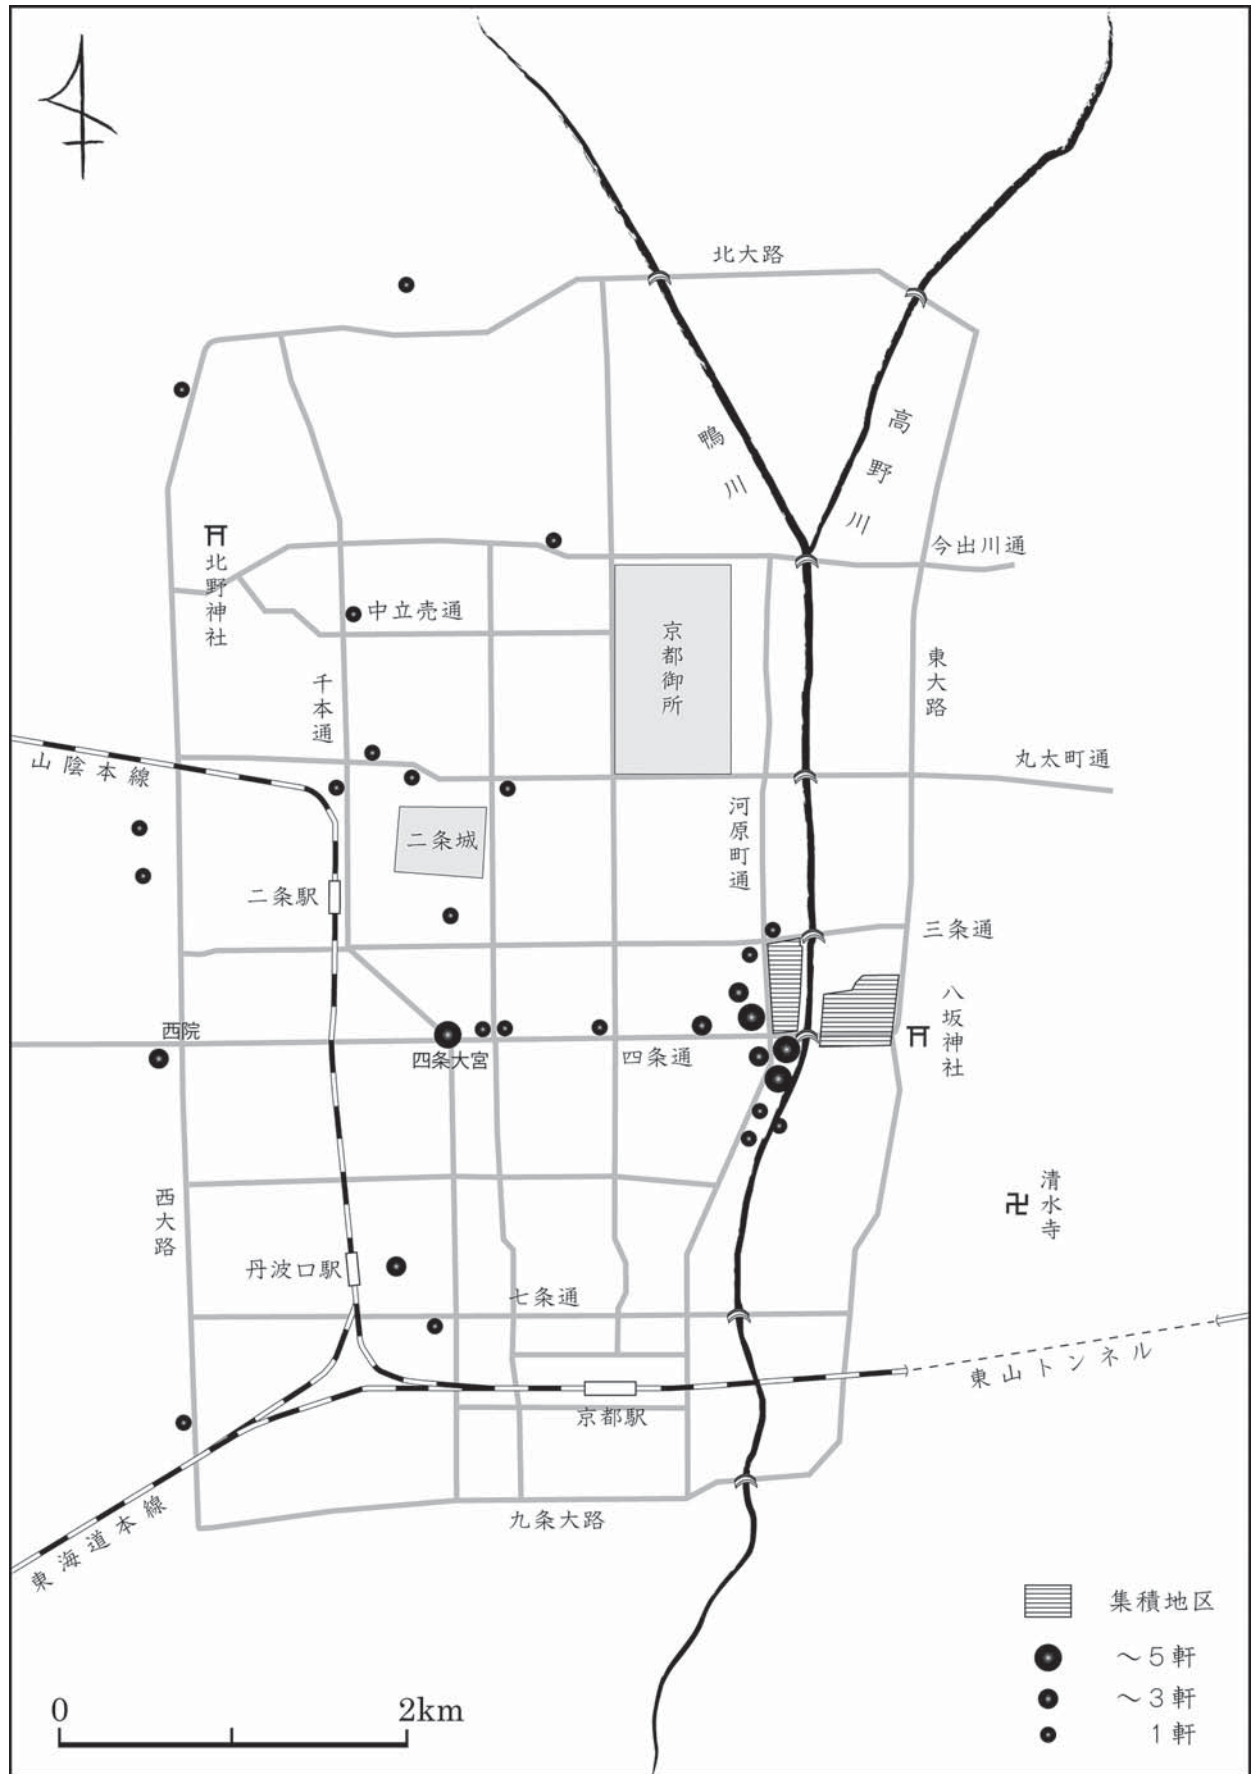 北大路
鴨川
高野川
今出川通
北野神社
中立売通
京都御所
東大路
千本通
山陰本線
丸太町通
河原町通
二条城
二条駅
三条通
八坂神社
西院
四条大宮
四条通
清水寺
西大路
丹波口駅
七条通
東山トンネル
京都駅
東海道本線
九条大路
集積地区
～5軒
～3軒
1軒
0
2km